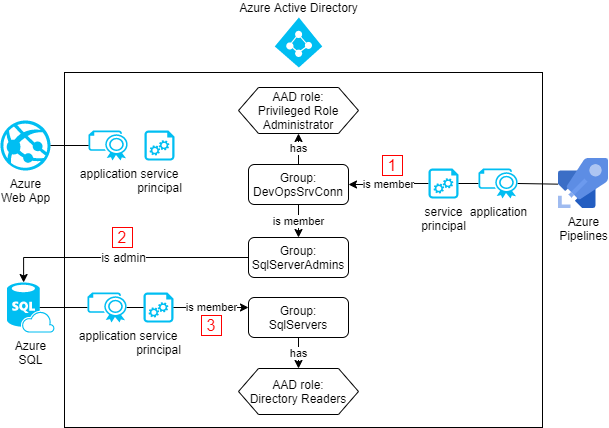 Azure Active Directory
AAD role:
Privileged Role
Administrator
has
1
Azure
Web App
application service
principal
Group:
DevOpsSrvConn
is member
service
principal
application
Azure
Pipelines
is member
2
is admin
Group:
SqlServerAdmins
SQL
Azure
SQL
application service
principal
is member
3
Group:
SqlServers
has
AAD role:
Directory Readers